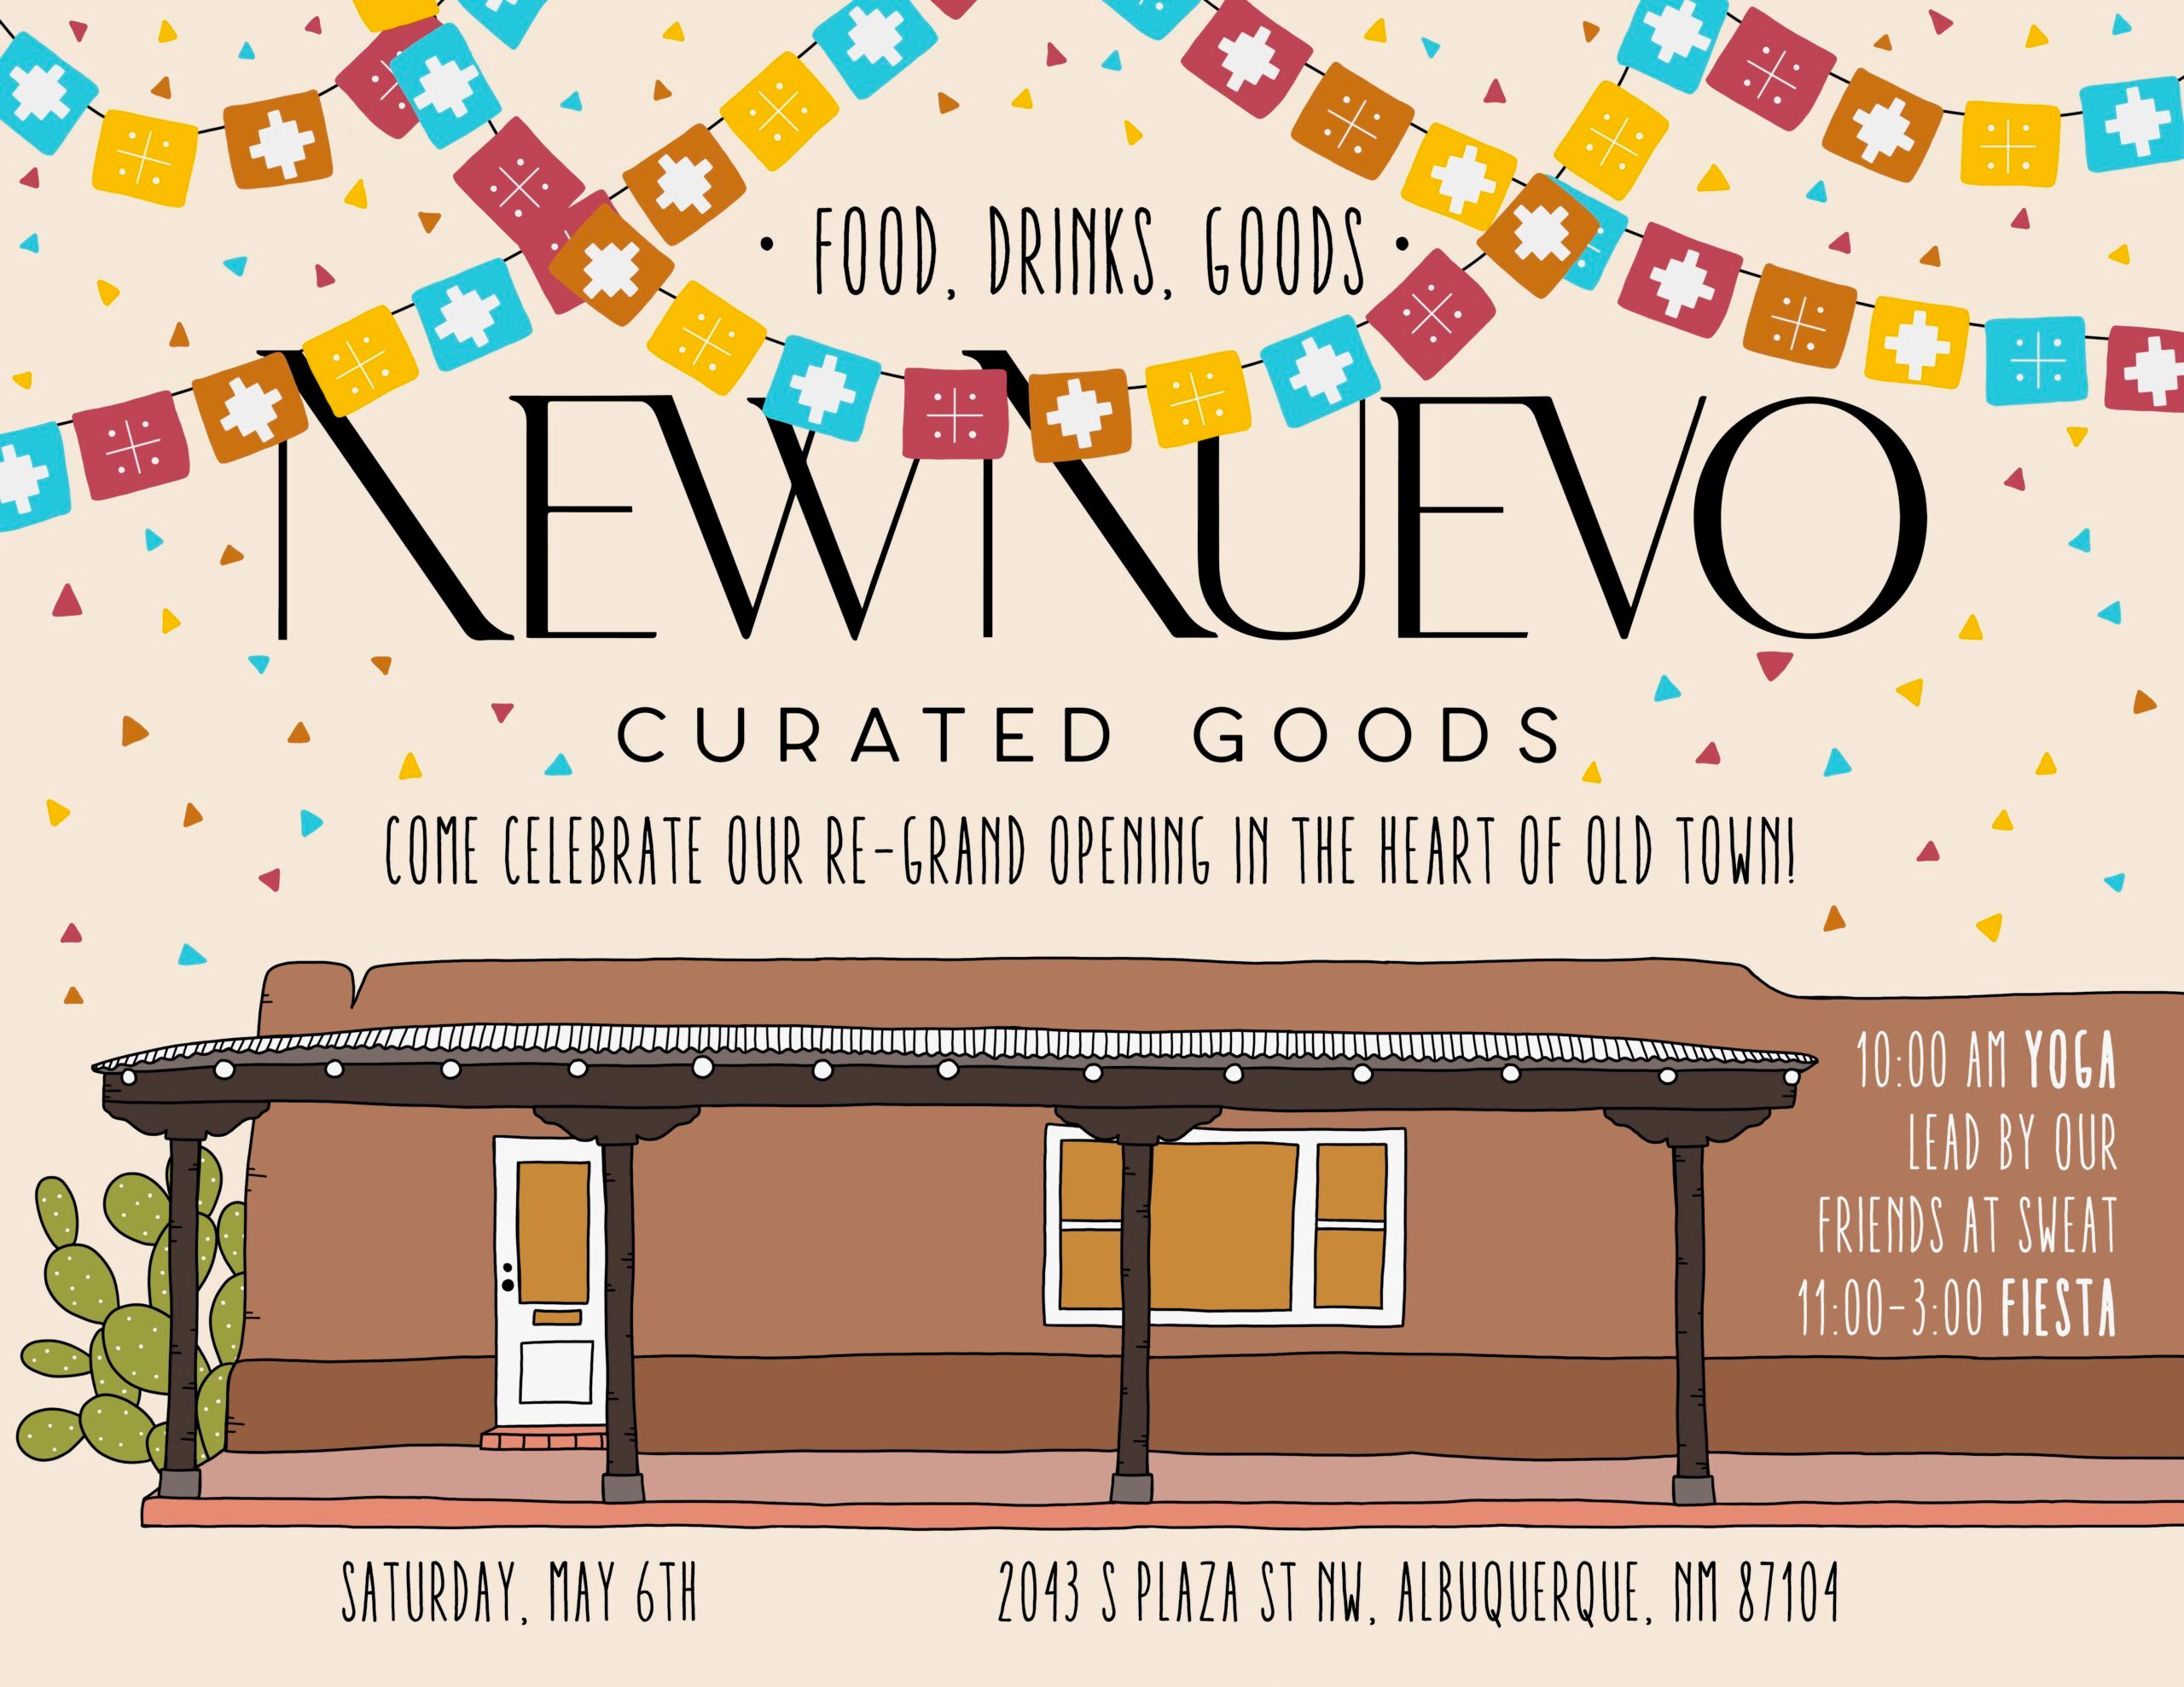 • FOOD, DRINKS, GOODS •
NEW NUEVO
CURATED GOODS
COME CELEBRATE OUR RE-GRAND OPENING IN THE HEART OF OLD TOWN!
10:00 AM YOGA
LEAD BY OUR
FRIENDS AT SWEAT
11:00-3:00 FIESTA
SATURDAY, MAY 6TH
2043 S PLAZA ST NW, ALBUQUERQUE, NM 87104